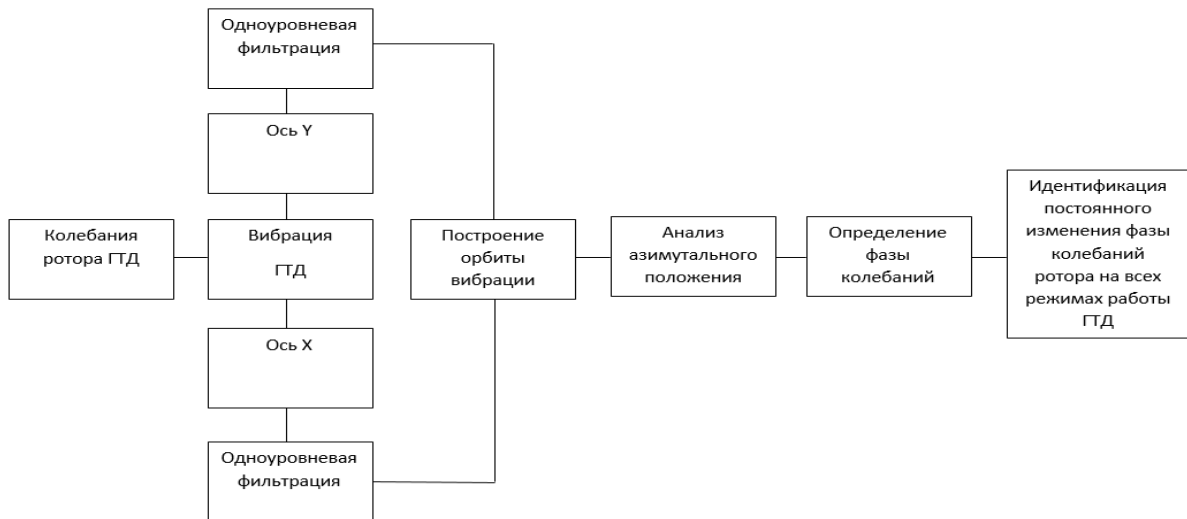 Одноуровневая
фильтрация
Ось Y
Колебания
ротора ГТД
Вибрация
ГТД
Ось X
Одноуровневая
фильтрация
Построение
орбиты
вибрации
Анализ
азимутального
положения
Определение
фазы
колебаний
Идентификация
постоянного
изменения фазы
колебаний
ротора на всех
режимах работы
ГТД